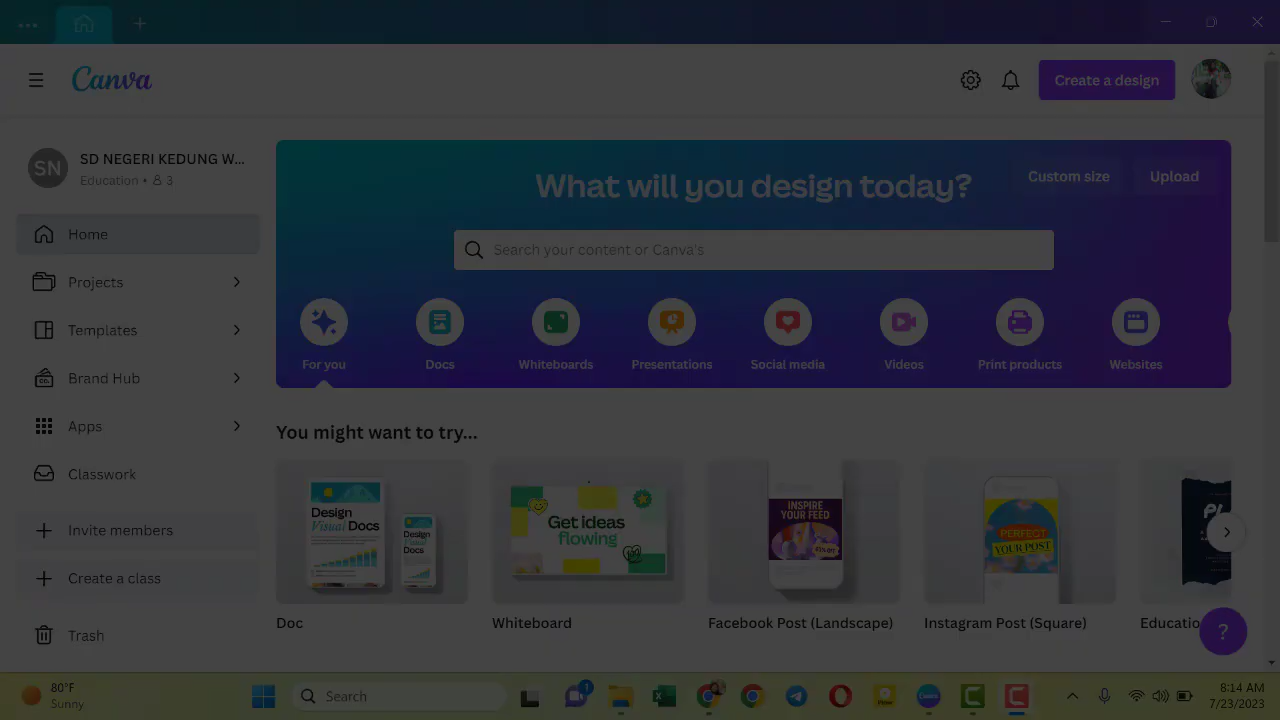 Canva
Create a design
SN
SD NEGERI KEDUNG W...
Education • 3
Home
Projects
Templates
Brand Hub
Apps
Classwork
Invite members
Create a class
Trash
What will you design today?
Custom size
Upload
Search your content or Canva's
For you
Docs
Whiteboards
Presentations
Social media
Videos
Print products
Websites
You might want to try...
Design
Visual Docs
Design
Visual
Docs
Get ideas
flowing
100
INSPIRE
YOUR FEED
PERFECT
YOUR POST
Doc
Whiteboard
Facebook Post (Landscape)
Instagram Post (Square)
Educatio
?
80°F
Sunny
Search
1
8:14 AM
7/23/2023